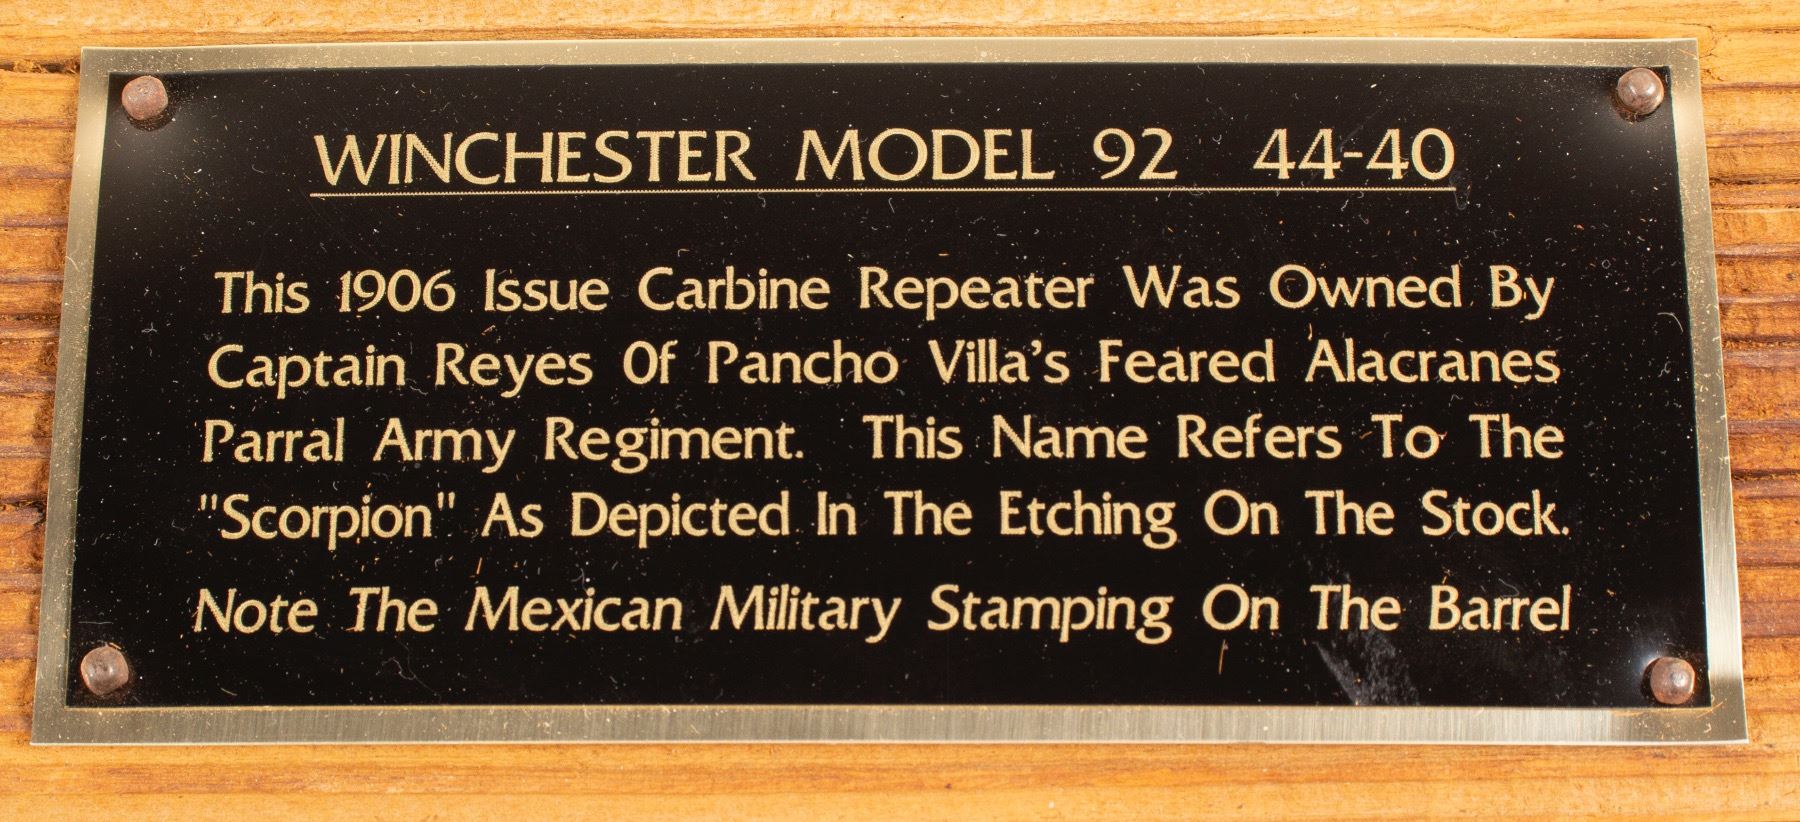 WINCHESTER MODEL 92 44-40
This 1906 Issue Carbine Repeater Was Owned By
Captain Reyes Of Pancho Villa's Feared Alacranes
Parral Army Regiment. This Name Refers To The
"Scorpion" As Depicted In The Etching On The Stock.
Note The Mexican Military Stamping On The Barrel